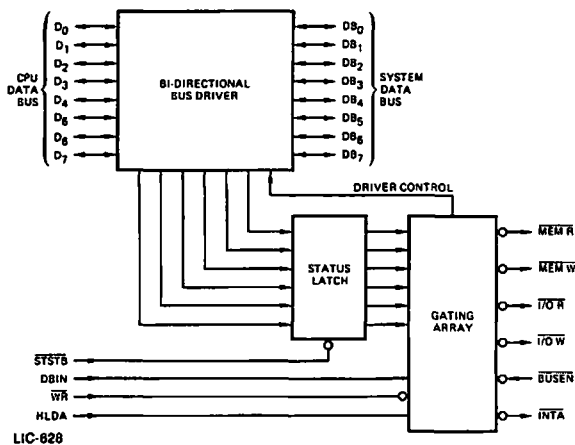 CPU
DATA
BUS
D0
D1
D2
D3
D4
D5
D6
D7
BI-DIRECTIONAL
BUS DRIVER
DB0
DB1
DB2
DB3
DB4
DB5
DB6
DB7
SYSTEM
DATA
BUS
DRIVER CONTROL
STATUS
LATCH
GATING
ARRAY
MEM R
MEM W
I/O R
I/O W
BUSEN
INTA
STSTB
DBIN
WR
HLDA
LIC-628